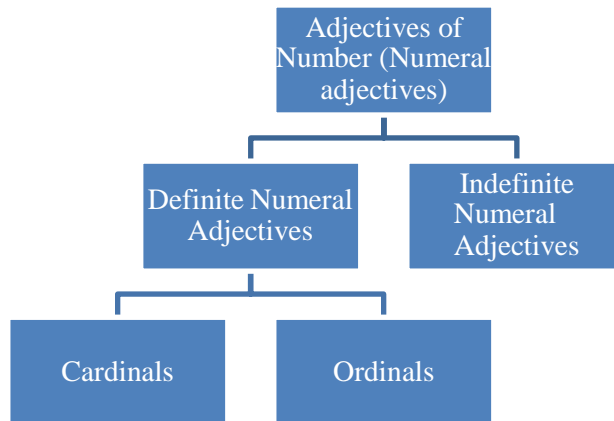 Adjectives of
Number (Numeral
adjectives)
Definite Numeral
Adjectives
Indefinite
Numeral
Adjectives
Cardinals
Ordinals